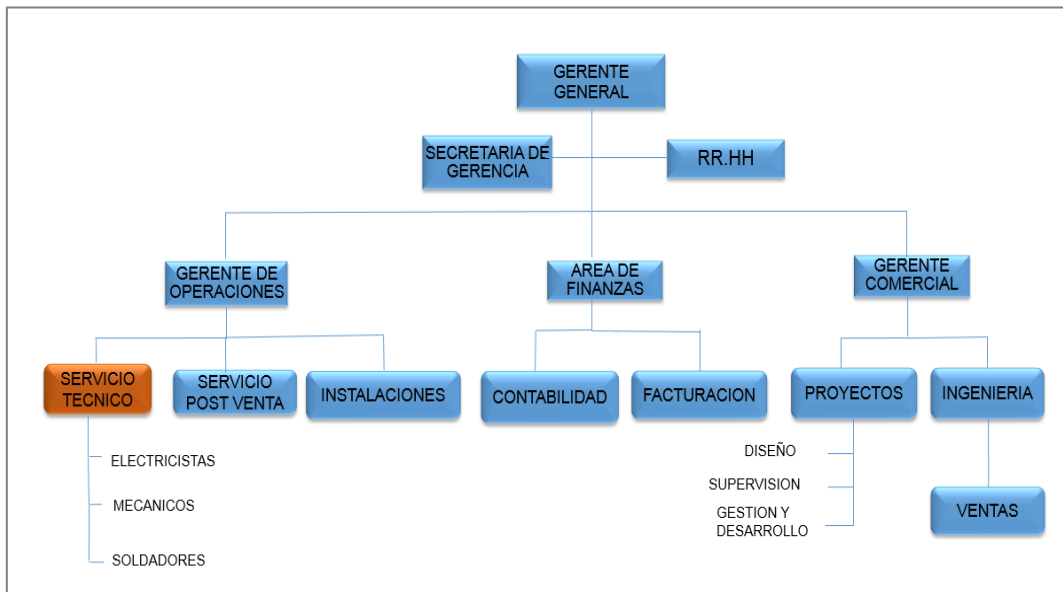 GERENTE
GENERAL
SECRETARIA DE
GERENCIA
RR.HH
GERENTE DE
OPERACIONES
AREA DE
FINANZAS
GERENTE
COMERCIAL
SERVICIO
TECNICO
SERVICIO
POST VENTA
INSTALACIONES
CONTABILIDAD
FACTURACION
PROYECTOS
INGENIERIA
ELECTRICISTAS
MECANICOS
SOLDADORES
DISEÑO
SUPERVISION
GESTION Y
DESARROLLO
VENTAS